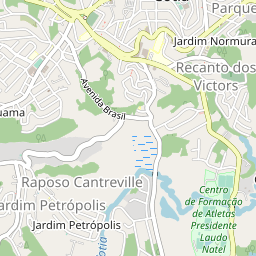 Parque
Jardim Normura
Recanto dos
Victors
Avenida Brasil
uama
Raposo Cantreville
Jardim Petrópolis
Jardim Petrópolis
Centro
de Formação
de Atletas
Presidente
Laudo
Natel